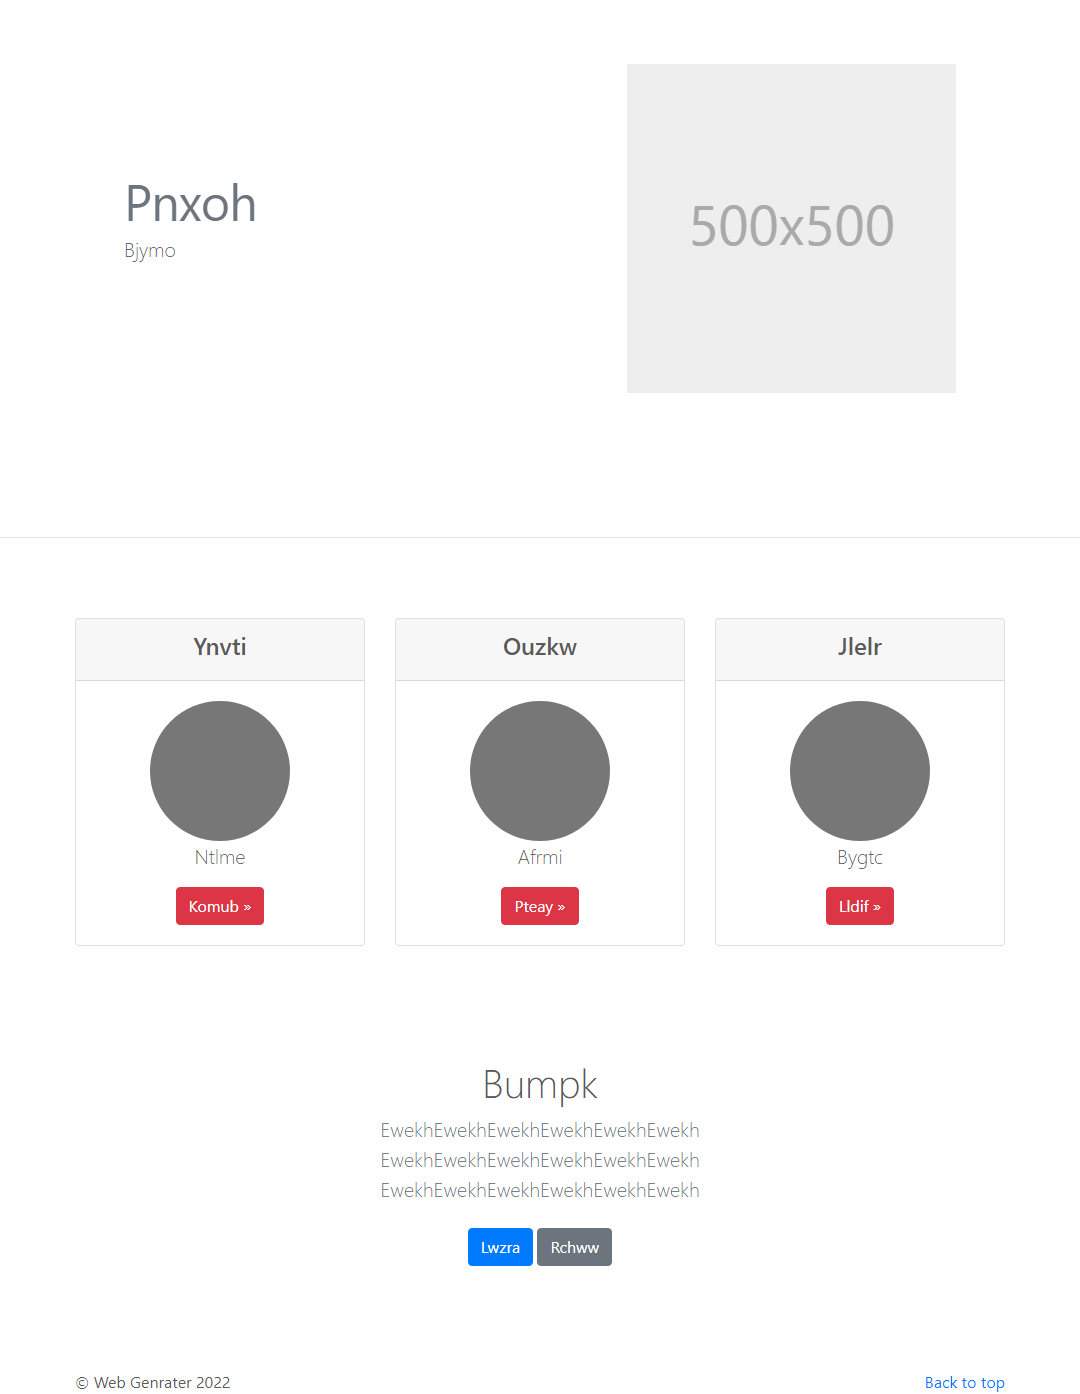 Pnxoh
Bjymo
500x500
Ynvti
Ntlme
Komub »
Ouzkw
Afrmi
Pteay »
Jlelr
Bygtc
Lldif »
Bumpk
EwekhEwekhEwekhEwekhEwekhEwekh
EwekhEwekhEwekhEwekhEwekhEwekh
EwekhEwekhEwekhEwekhEwekhEwekh
Lwzra
Rchww
© Web Genrater 2022
Back to top